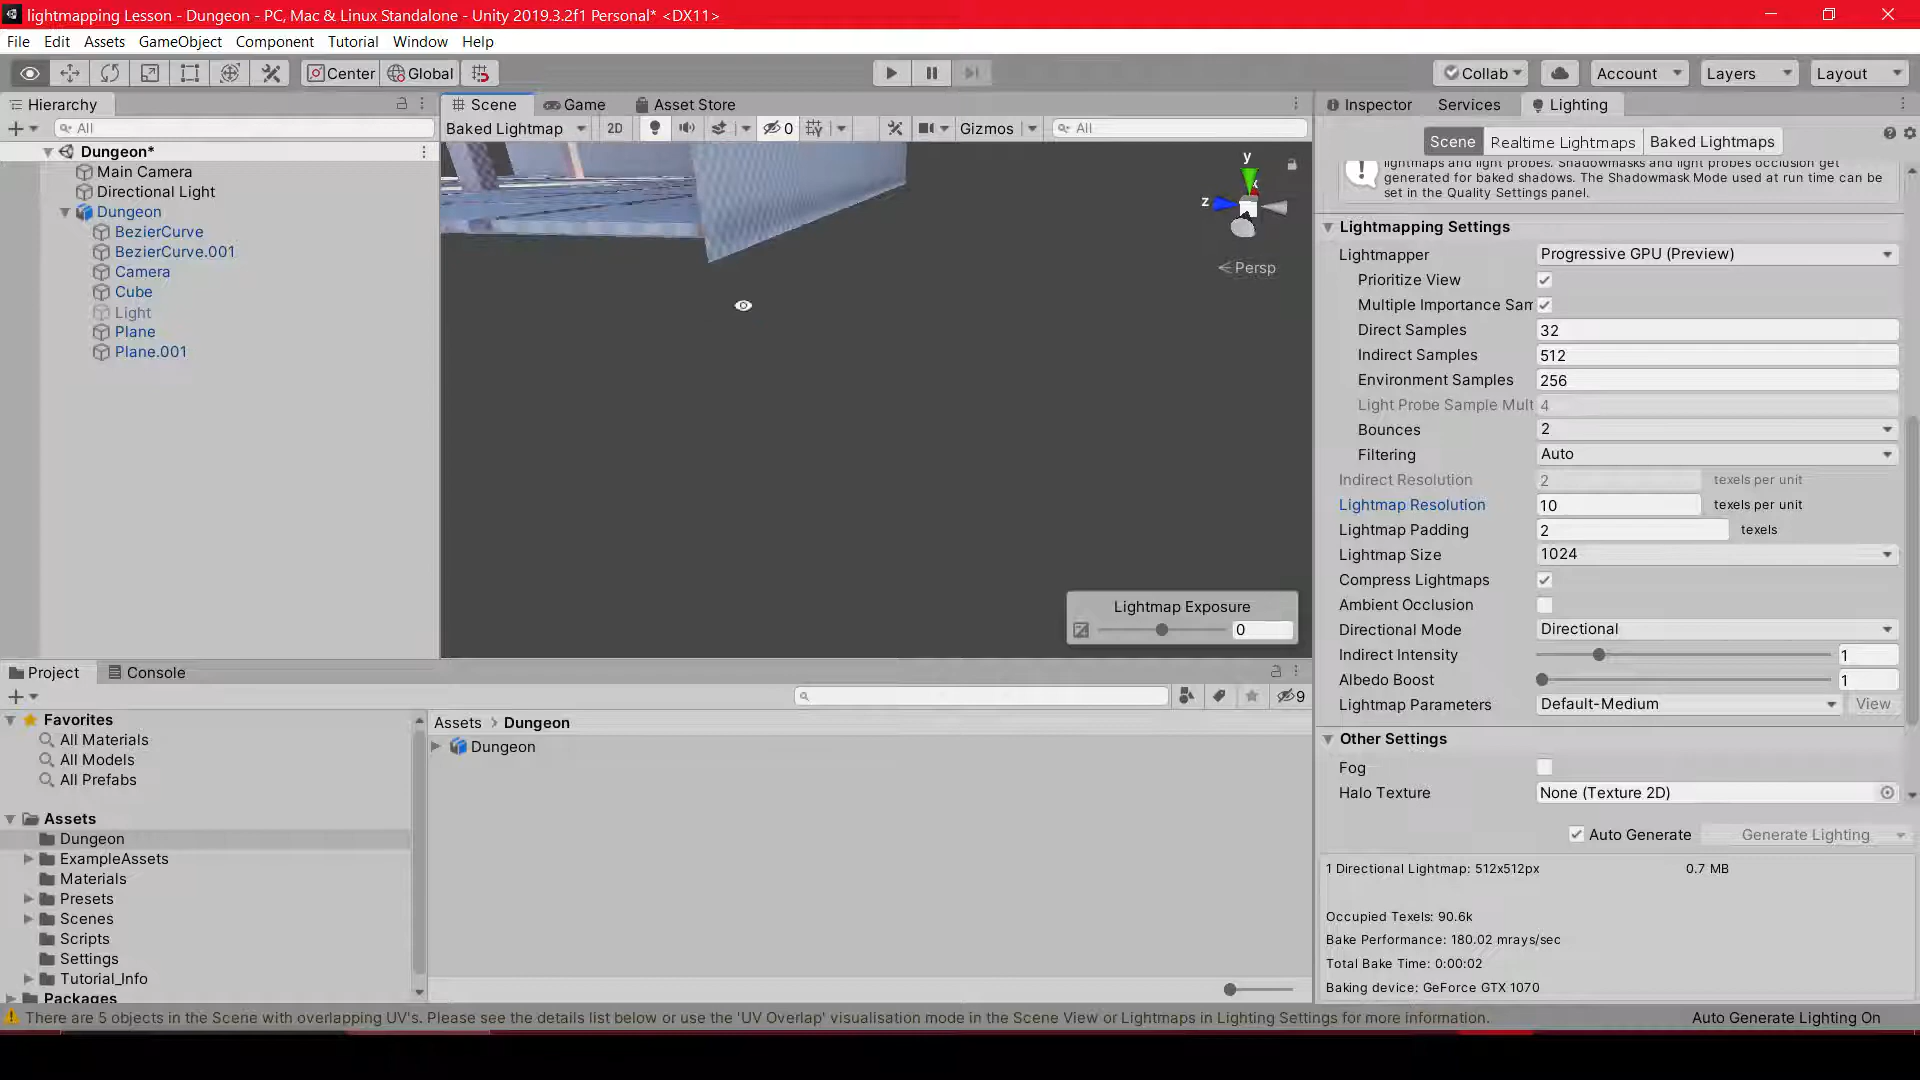 lightmapping Lesson - Dungeon - PC, Mac & Linux Standalone - Unity 2019.3.2f1 Personal* <DX11>
File Edit Assets GameObject Component Tutorial Window Help
Center Global Collab Account Layers Layout
Hierarchy
All
Dungeon*
Main Camera
Directional Light
Dungeon
BezierCurve
BezierCurve.001
Camera
Cube
Light
Plane
Plane.001
Scene Game Asset Store
Baked Lightmap 2D 0 Gizmos All
y
z
Persp
Lightmap Exposure
0
Inspector Services Lighting
Scene Realtime Lightmaps Baked Lightmaps
lightmaps and light probes. Shadowmasks and light probes occlusion get
generated for baked shadows. The Shadowmask Mode used at run time can be
set in the Quality Settings panel.
Lightmapping Settings
Lightmapper Progressive GPU (Preview)
Prioritize View
Multiple Importance Sam
Direct Samples 32
Indirect Samples 512
Environment Samples 256
Light Probe Sample Mult 4
Bounces 2
Filtering Auto
Indirect Resolution 2 texels per unit
Lightmap Resolution 10 texels per unit
Lightmap Padding 2 texels
Lightmap Size 1024
Compress Lightmaps
Ambient Occlusion
Directional Mode Directional
Indirect Intensity 1
Albedo Boost 1
Lightmap Parameters Default-Medium View
Other Settings
Fog
Halo Texture None (Texture 2D)
Auto Generate Generate Lighting
1 Directional Lightmap: 512x512px 0.7 MB
Occupied Texels: 90.6k
Bake Performance: 180.02 mrays/sec
Total Bake Time: 0:00:02
Baking device: GeForce GTX 1070
Project Console
9
Favorites
All Materials
All Models
All Prefabs
Assets
Dungeon
ExampleAssets
Materials
Presets
Scenes
Scripts
Settings
Tutorial_Info
Packages
Assets > Dungeon
Dungeon
There are 5 objects in the Scene with overlapping UV's. Please see the details list below or use the 'UV Overlap' visualisation mode in the Scene View or Lightmaps in Lighting Settings for more information.
Auto Generate Lighting On